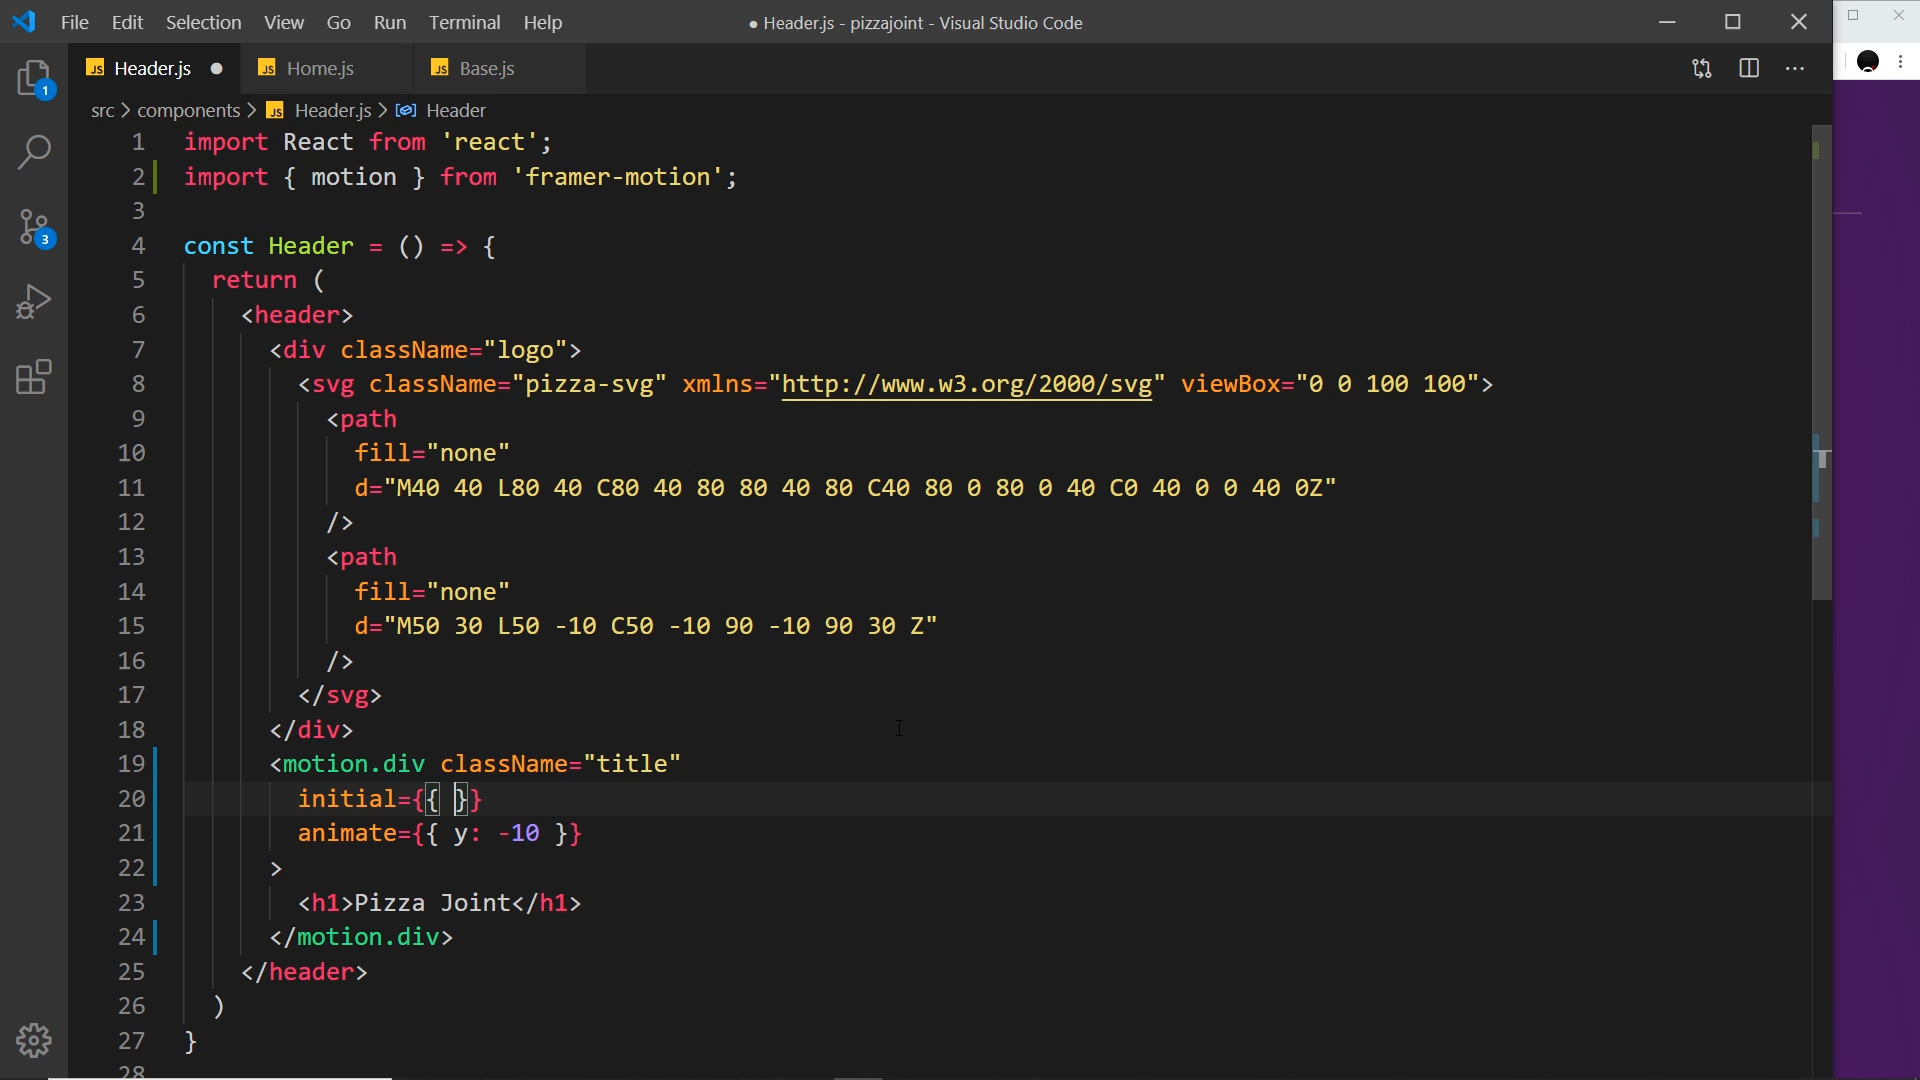 File Edit Selection View Go Run Terminal Help
● Header.js - pizzajoint - Visual Studio Code
JS Header.js ● JS Home.js JS Base.js
src > components > JS Header.js > Header
1 import React from 'react';
2 import { motion } from 'framer-motion';
3
4 const Header = () => {
5 return (
6 <header>
7 <div className="logo">
8 <svg className="pizza-svg" xmlns="http://www.w3.org/2000/svg" viewBox="0 0 100 100">
9 <path
10 fill="none"
11 d="M40 40 L80 40 C80 40 80 80 40 80 C40 80 0 80 0 40 C0 40 0 0 40 0Z"
12 />
13 <path
14 fill="none"
15 d="M50 30 L50 -10 C50 -10 90 -10 90 30 Z"
16 />
17 </svg>
18 </div>
19 <motion.div className="title"
20 initial={{ }}
21 animate={{ y: -10 }}
22 >
23 <h1>Pizza Joint</h1>
24 </motion.div>
25 </header>
26 )
27 }
28
1
3